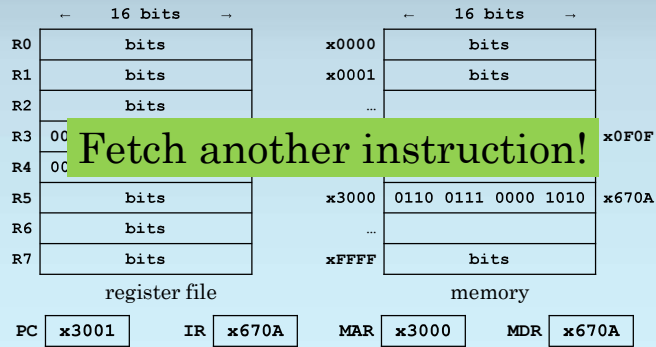 ← 16 bits → ← 16 bits →
R0 bits x0000 bits
R1 bits x0001 bits
R2 bits …
R3 00 x0F0F
Fetch another instruction!
R4 00
R5 bits x3000 0110 0111 0000 1010 x670A
R6 bits …
R7 bits xFFFF bits
register file memory
PC x3001 IR x670A MAR x3000 MDR x670A